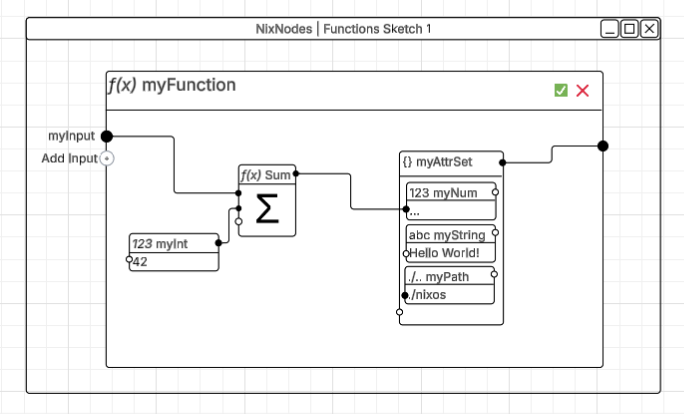 NixNodes | Functions Sketch 1
f(x) myFunction
myInput
Add Input
f(x) Sum
Σ
123 myInt
42
{} myAttrSet
123 myNum
...
abc myString
Hello World!
./.. myPath
./nixos